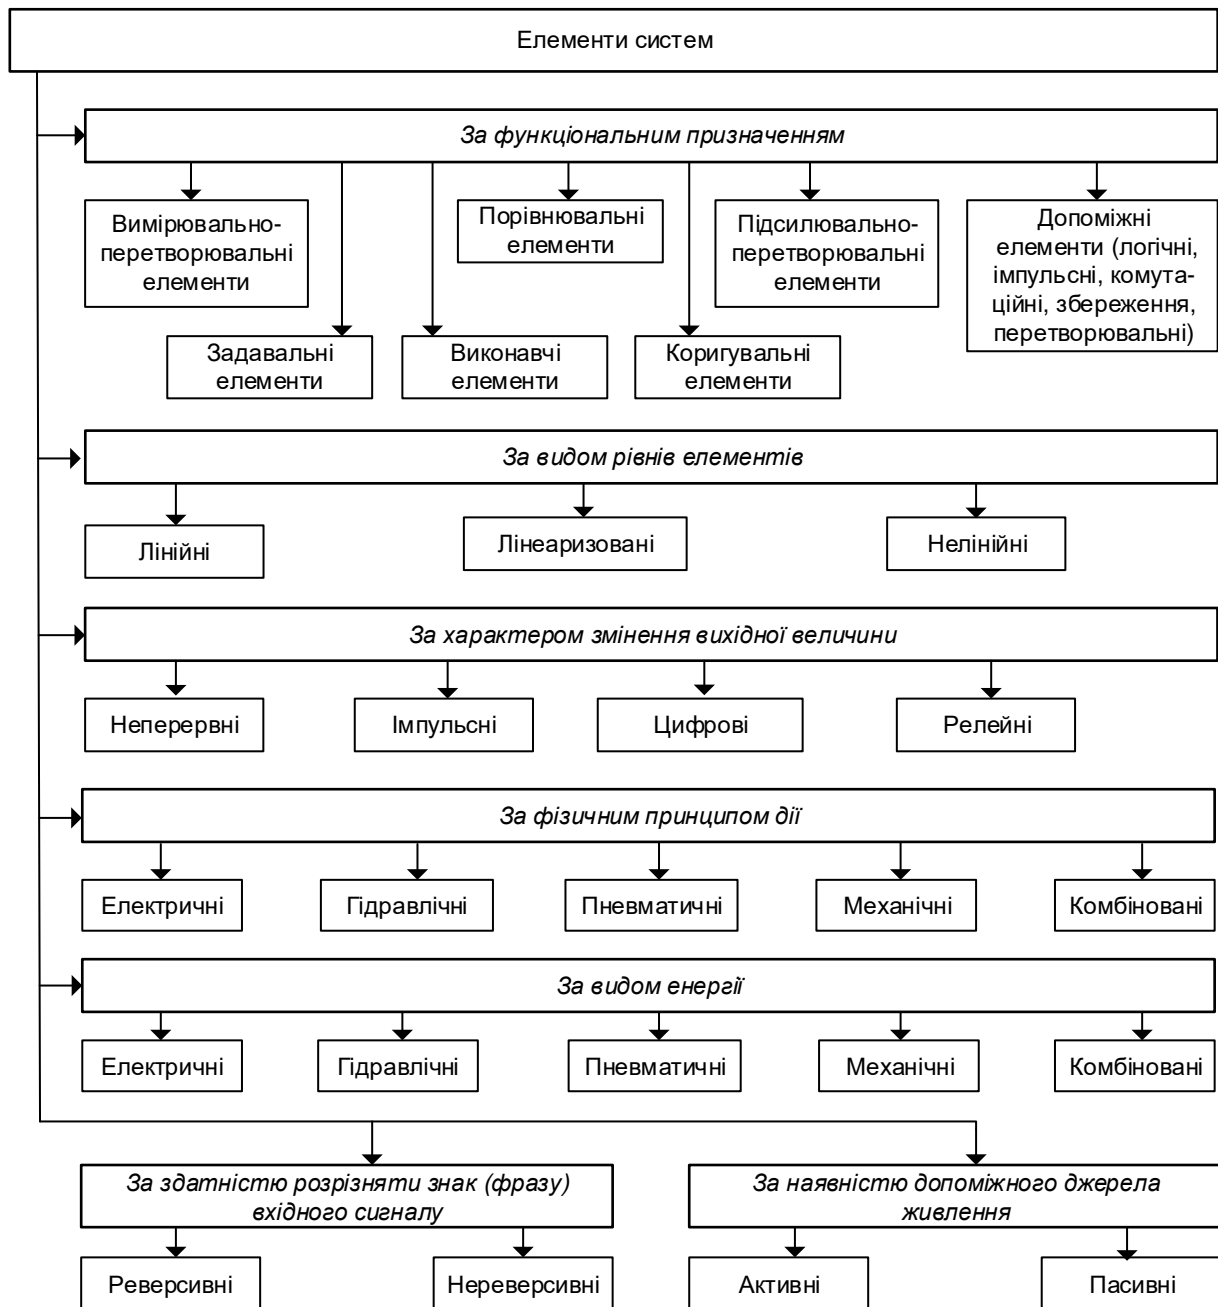 Елементи систем
За функціональним призначенням
Вимірювально-
перетворювальні
елементи
Порівнювальні
елементи
Підсилювально-
перетворювальні
елементи
Допоміжні
елементи (логічні,
імпульсні, комута-
ційні, збереження,
перетворювальні)
Задавальні
елементи
Виконавчі
елементи
Коригувальні
елементи
За видом рівнів елементів
Лінійні
Лінеаризовані
Нелінійні
За характером змінення вихідної величини
Неперервні
Імпульсні
Цифрові
Релейні
За фізичним принципом дії
Електричні
Гідравлічні
Пневматичні
Механічні
Комбіновані
За видом енергії
Електричні
Гідравлічні
Пневматичні
Механічні
Комбіновані
За здатністю розрізняти знак (фразу)
вхідного сигналу
За наявністю допоміжного джерела
живлення
Реверсивні
Нереверсивні
Активні
Пасивні